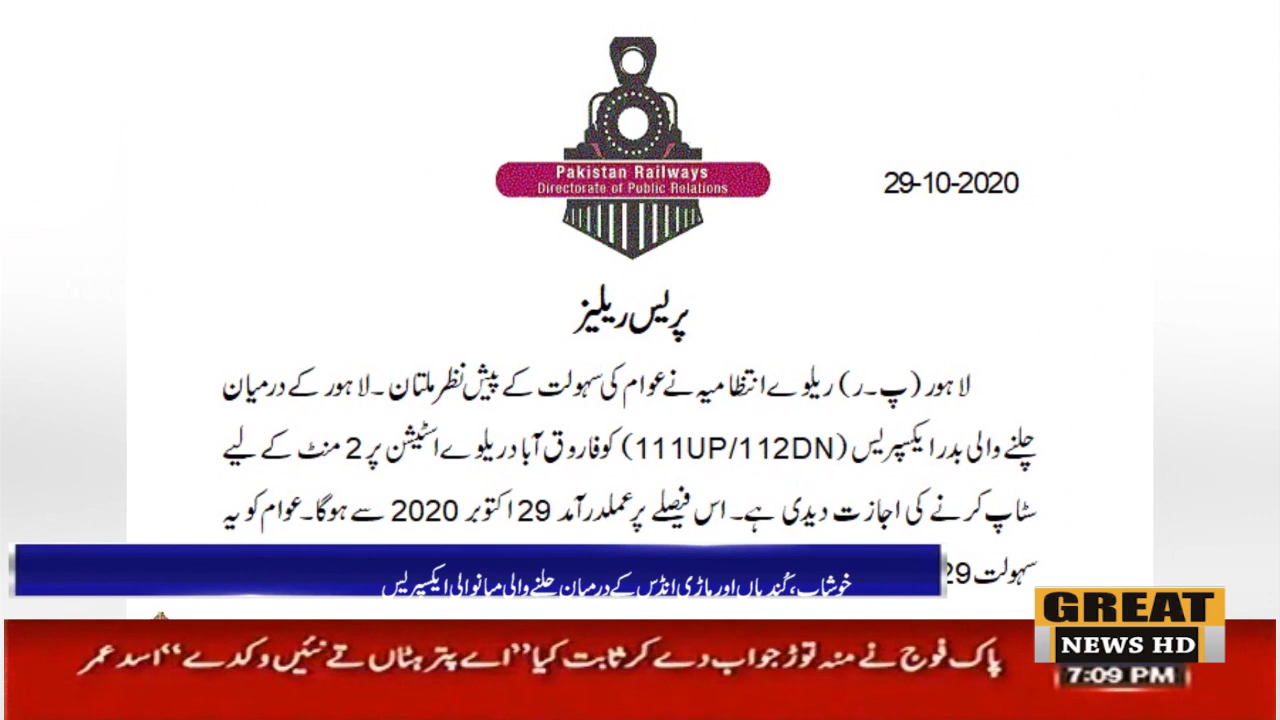 Pakistan Railways
Directorate of Public Relations
29-10-2020
پریس ریلیز
لاہور (پ۔ر) ریلوے انتظامیہ نے عوام کی سہولت کے پیش نظر ملتان ۔ لاہور کے درمیان
چلنے والی بدر ایکسپریس (111UP/112DN) کو فاروق آباد ریلوے اسٹیشن پر 2 منٹ کے لیے
سٹاپ کرنے کی اجازت دیدی ہے۔ اس فیصلے پر عملدرآمد 29 اکتوبر 2020 سے ہوگا۔ عوام کو یہ
سہولت 29
خوشاب، کُندیاں اور ماڑی انڈس کے درمیان چلنے والی میانوالی ایکسپریس
GREAT
NEWS HD
7:09 PM
پاک فوج نے منہ توڑ جواب دے کر ثابت کیا ”اے پتر ہٹاں تے نئیں وکدے“ اسد عمر